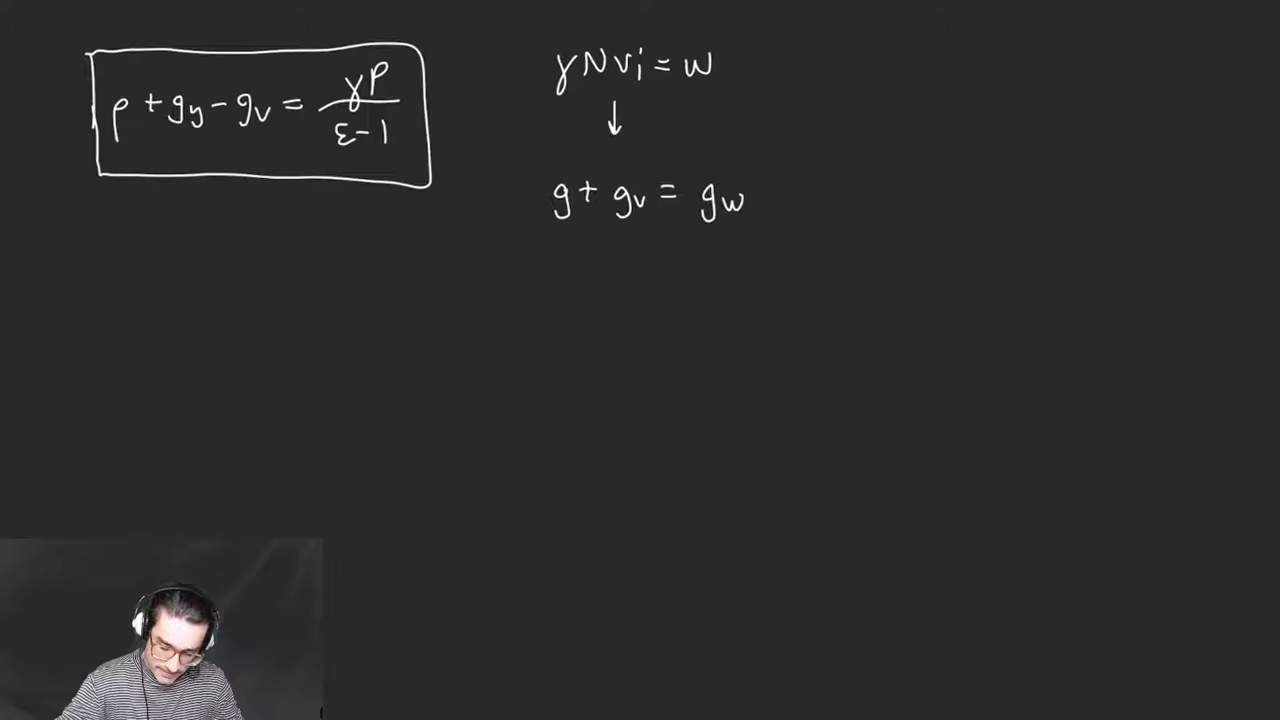 ρ + gy - gv = γP / (ε-1)
γNvi = w
↓
g + gv = gw